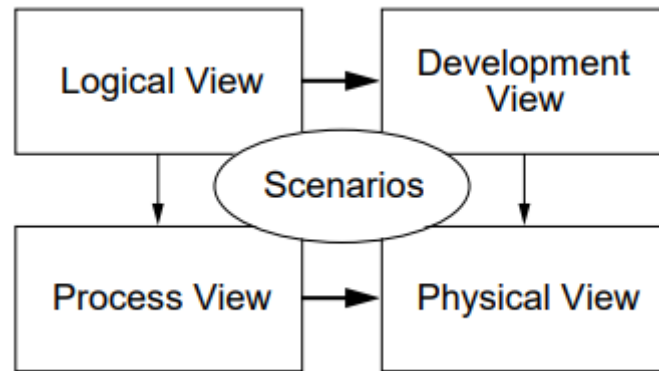 Logical View
Development
View
Scenarios
Process View
Physical View